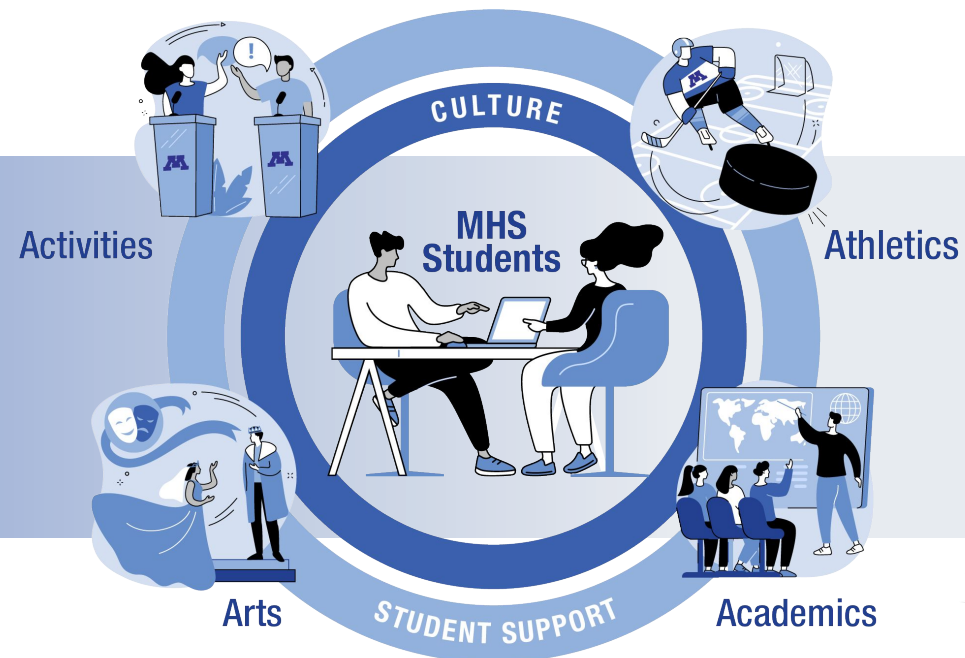 CULTURE
!
M
M
M
MHS
Students
Activities
Athletics
Arts
STUDENT SUPPORT
Academics